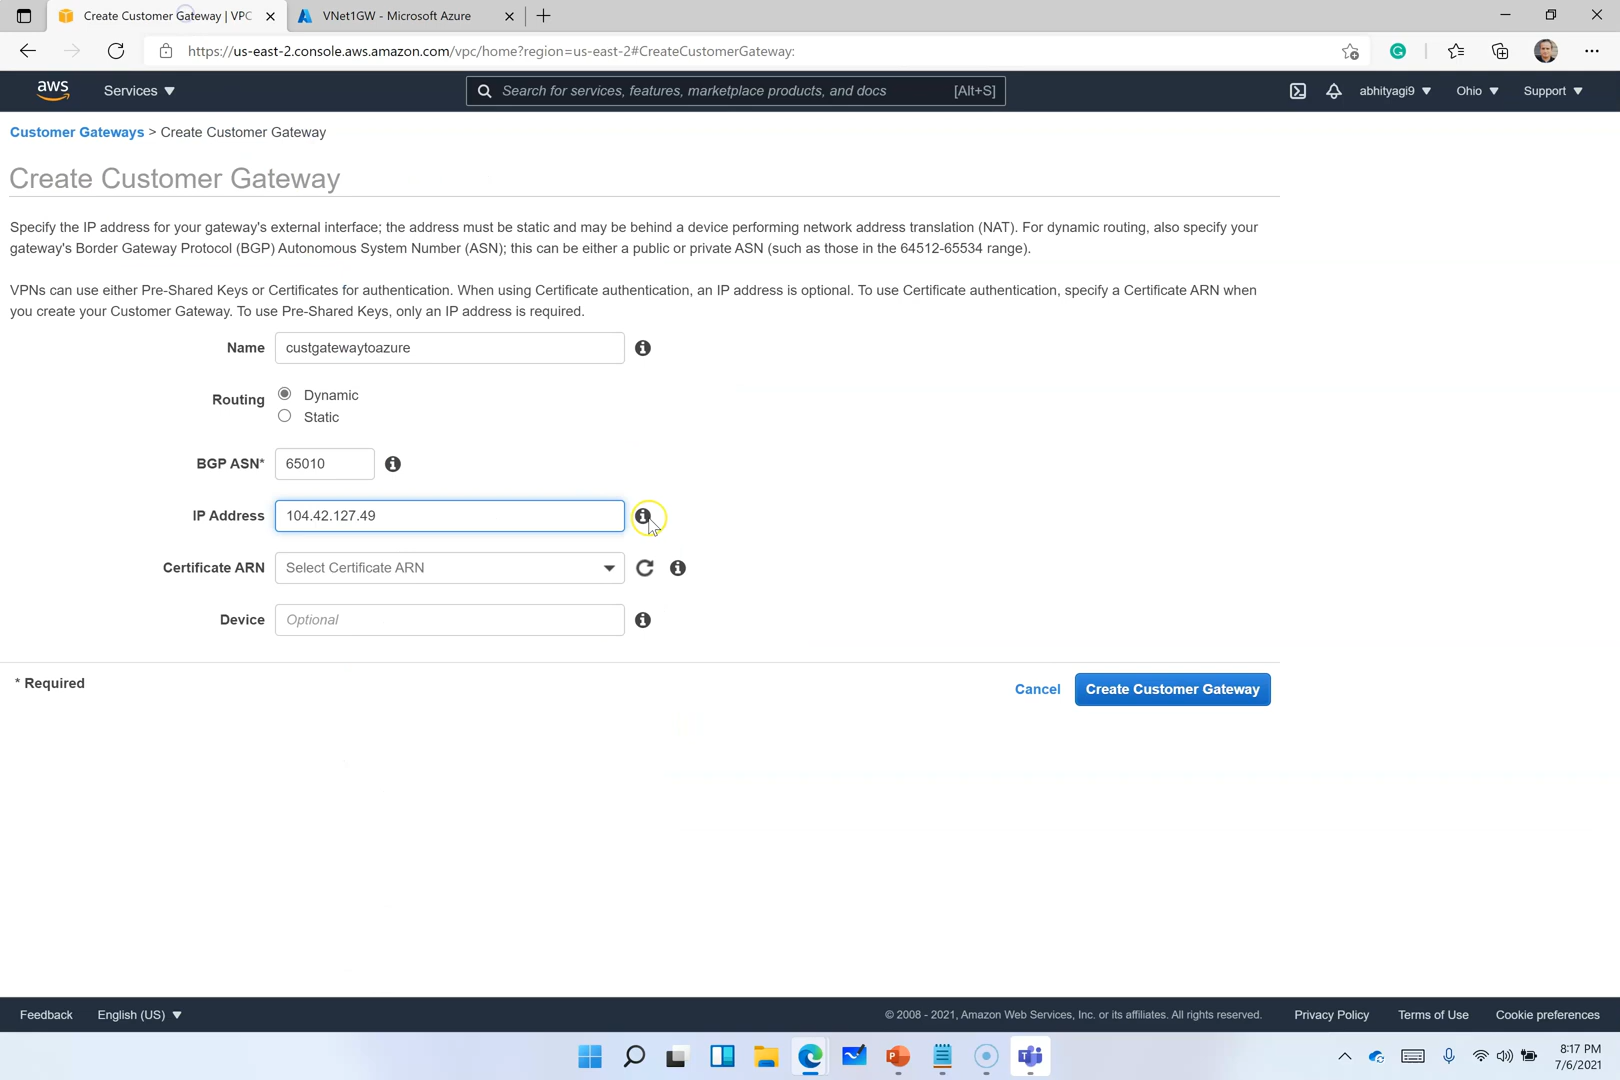 Create Customer Gateway | VPC
VNet1GW - Microsoft Azure
https://us-east-2.console.aws.amazon.com/vpc/home?region=us-east-2#CreateCustomerGateway:
aws
Services
Search for services, features, marketplace products, and docs
[Alt+S]
abhityagi9
Ohio
Support
Customer Gateways > Create Customer Gateway
Create Customer Gateway
Specify the IP address for your gateway's external interface; the address must be static and may be behind a device performing network address translation (NAT). For dynamic routing, also specify your
gateway's Border Gateway Protocol (BGP) Autonomous System Number (ASN); this can be either a public or private ASN (such as those in the 64512-65534 range).
VPNs can use either Pre-Shared Keys or Certificates for authentication. When using Certificate authentication, an IP address is optional. To use Certificate authentication, specify a Certificate ARN when
you create your Customer Gateway. To use Pre-Shared Keys, only an IP address is required.
Name
custgatewaytoazure
Routing
Dynamic
Static
BGP ASN*
65010
IP Address
104.42.127.49
Certificate ARN
Select Certificate ARN
Device
Optional
* Required
Cancel
Create Customer Gateway
Feedback
English (US)
© 2008 - 2021, Amazon Web Services, Inc. or its affiliates. All rights reserved.
Privacy Policy
Terms of Use
Cookie preferences
8:17 PM
7/6/2021